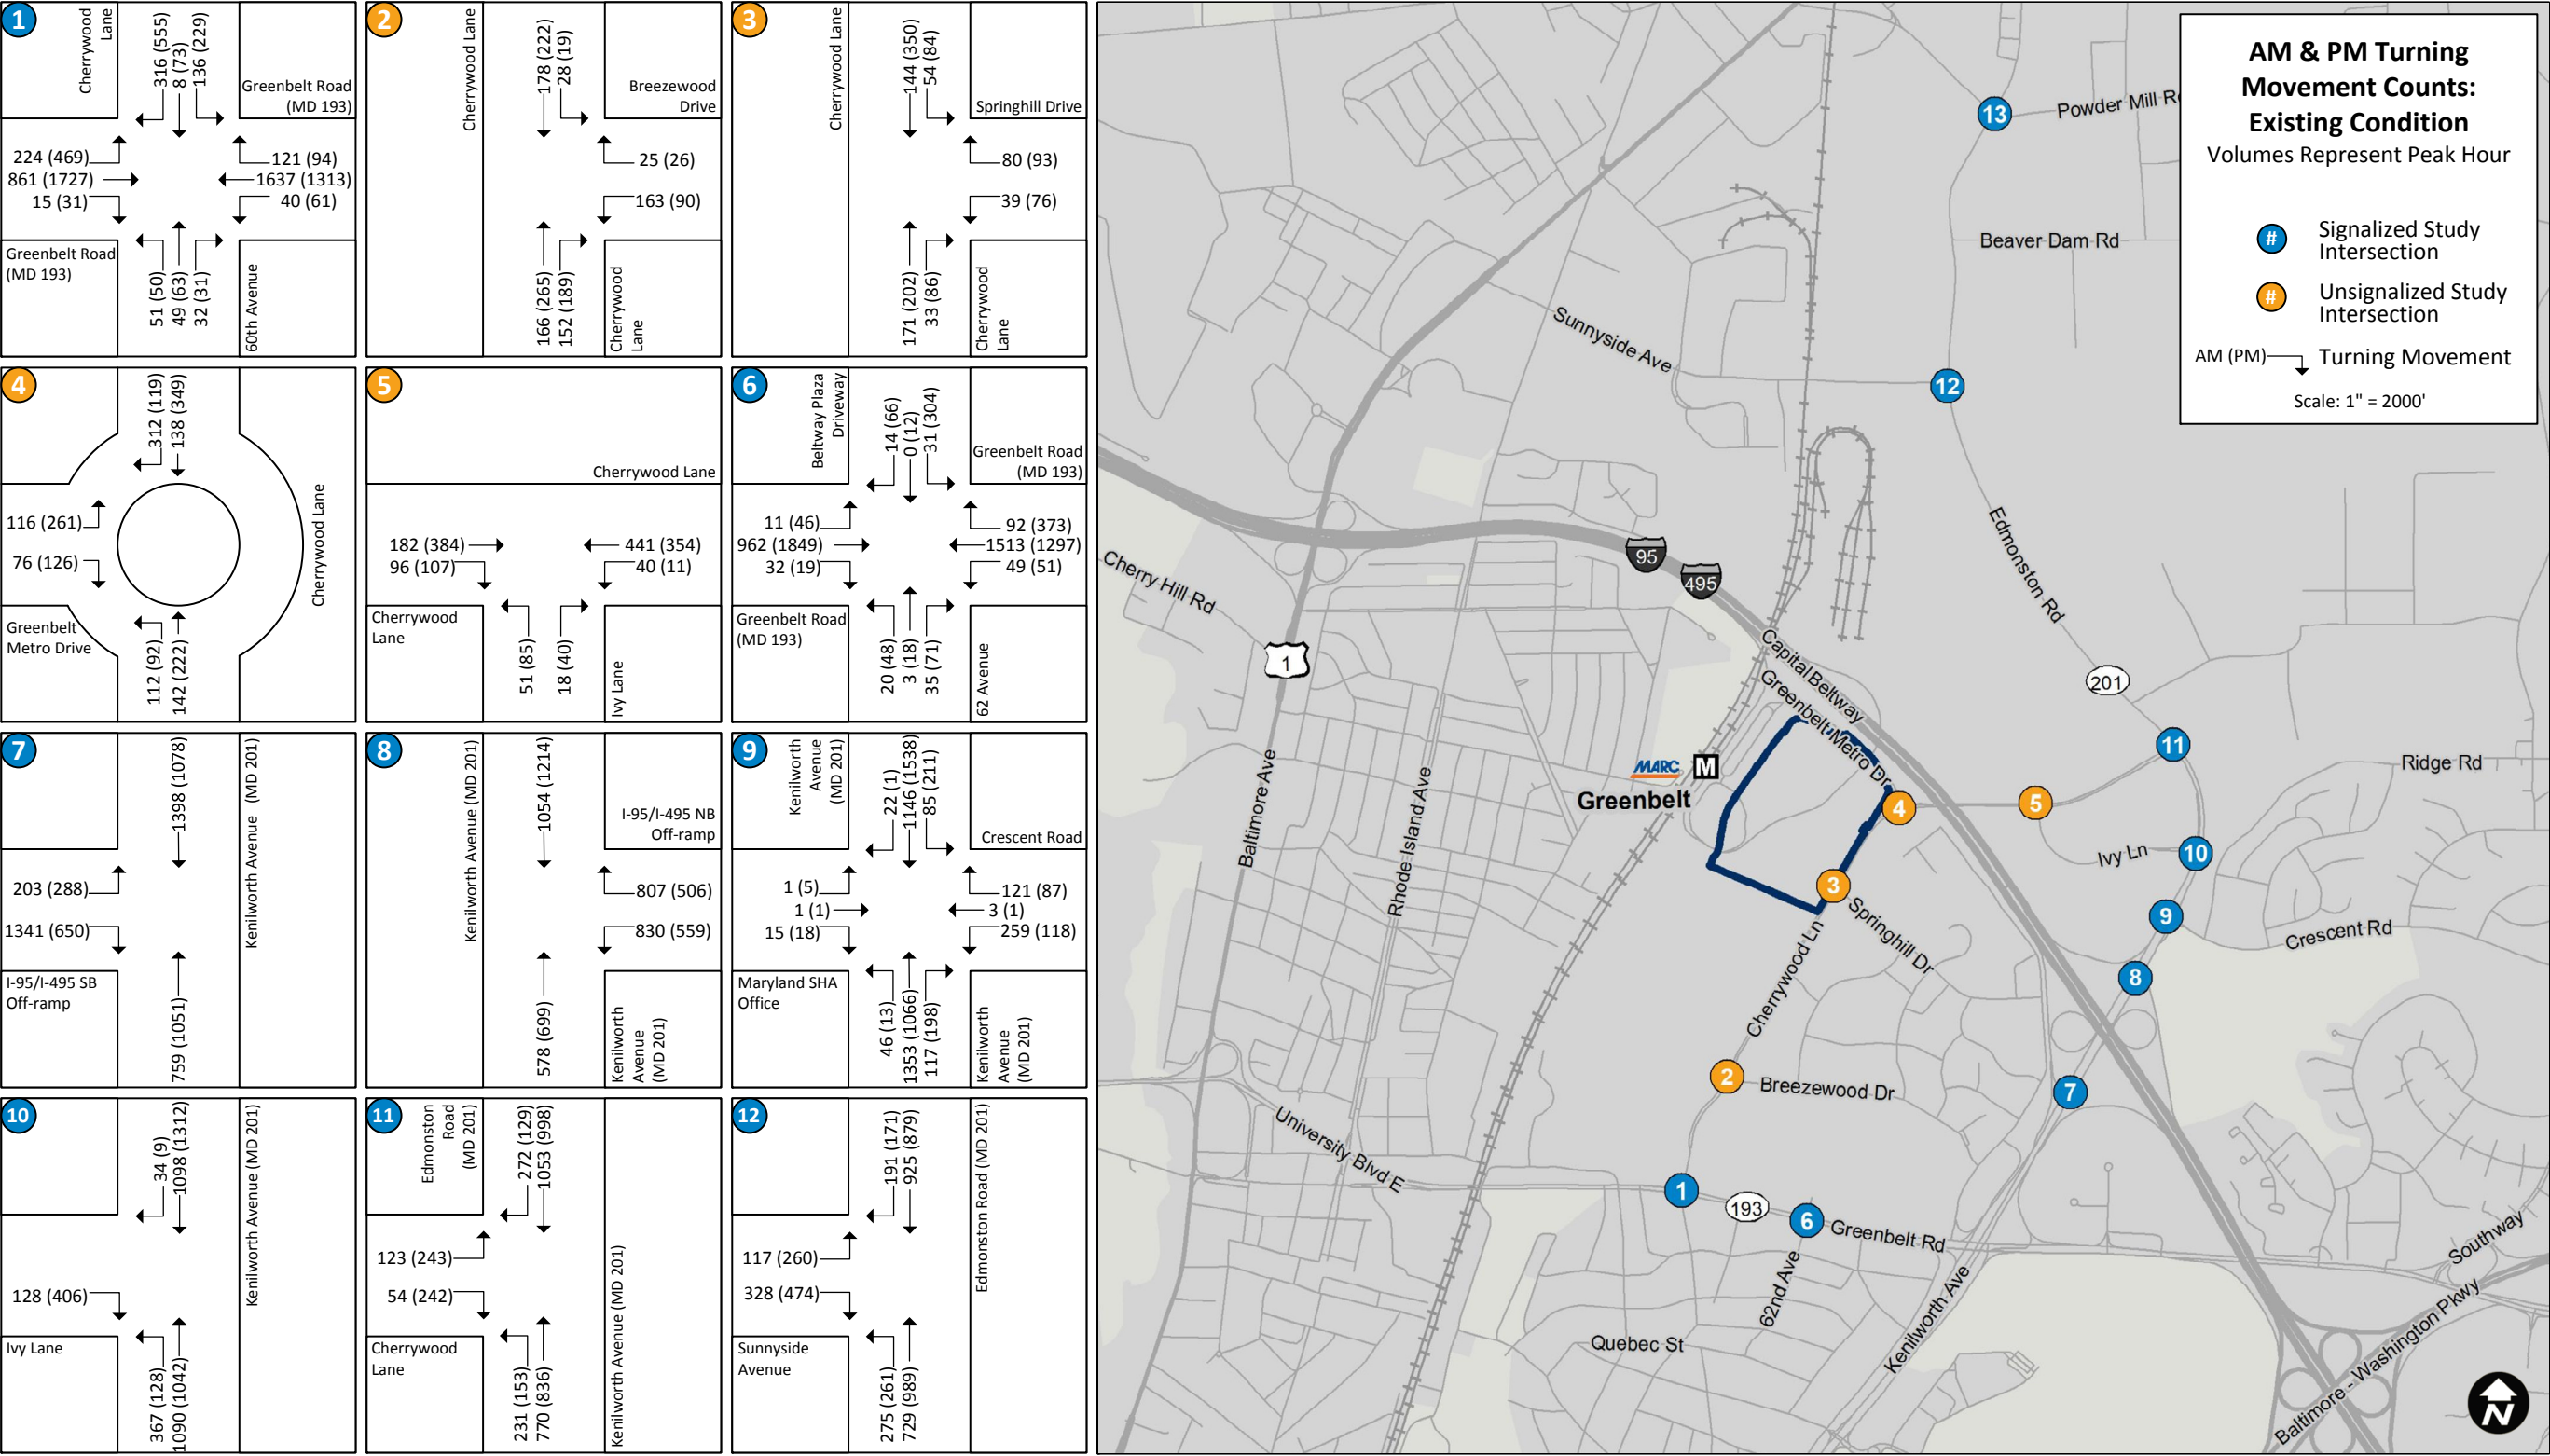 1
Cherrywood
Lane
316 (555)
8 (73)
136 (229)
Greenbelt Road
(MD 193)
224 (469)
861 (1727)
15 (31)
121 (94)
1637 (1313)
40 (61)
Greenbelt Road
(MD 193)
51 (50)
49 (63)
32 (31)
60th Avenue
2
Cherrywood Lane
178 (222)
28 (19)
Breezewood
Drive
25 (26)
163 (90)
166 (265)
152 (189)
Cherrywood
Lane
3
Cherrywood Lane
144 (350)
54 (84)
Springhill Drive
80 (93)
39 (76)
171 (202)
33 (86)
Cherrywood
Lane
4
312 (119)
138 (349)
116 (261)
76 (126)
Cherrywood Lane
Greenbelt
Metro Drive
112 (92)
142 (222)
5
Cherrywood Lane
182 (384)
96 (107)
441 (354)
40 (11)
Cherrywood
Lane
51 (85)
18 (40)
Ivy Lane
6
Beltway Plaza
Driveway
14 (66)
0 (12)
31 (304)
Greenbelt Road
(MD 193)
11 (46)
962 (1849)
32 (19)
92 (373)
1513 (1297)
49 (51)
Greenbelt Road
(MD 193)
20 (48)
3 (18)
35 (71)
62 Avenue
7
1398 (1078)
Kenilworth Avenue (MD 201)
203 (288)
1341 (650)
I-95/I-495 SB
Off-ramp
759 (1051)
8
Kenilworth Avenue (MD 201)
1054 (1214)
I-95/I-495 NB
Off-ramp
807 (506)
830 (559)
578 (699)
Kenilworth
Avenue
(MD 201)
9
Kenilworth
Avenue
(MD 201)
22 (1)
1146 (1538)
85 (211)
Crescent Road
1 (5)
1 (1)
15 (18)
121 (87)
3 (1)
259 (118)
Maryland SHA
Office
46 (13)
1353 (1066)
117 (198)
Kenilworth
Avenue
(MD 201)
10
34 (9)
1098 (1312)
Kenilworth Avenue (MD 201)
128 (406)
Ivy Lane
367 (128)
1090 (1042)
11
Edmonston
Road
(MD 201)
272 (129)
1053 (998)
123 (243)
54 (242)
Cherrywood
Lane
231 (153)
770 (836)
Kenilworth Avenue (MD 201)
12
191 (171)
925 (879)
Edmonston Road (MD 201)
117 (260)
328 (474)
Sunnyside
Avenue
275 (261)
729 (989)
AM & PM Turning
Movement Counts:
Existing Condition
Volumes Represent Peak Hour
#
Signalized Study
Intersection
#
Unsignalized Study
Intersection
AM (PM)
Turning Movement
Scale: 1" = 2000'
13
Powder Mill R
Beaver Dam Rd
Sunnyside Ave
12
Edmonston Rd
95
495
Cherry Hill Rd
1
Capital Beltway
Greenbelt Metro Dr
201
11
Ridge Rd
MARC
M
Greenbelt
4
5
Ivy Ln
10
3
9
Crescent Rd
Springhill Dr
8
Cherrywood Ln
Baltimore Ave
Rhode Island Ave
2
Breezewood Dr
7
University Blvd E
1
193
6
Greenbelt Rd
62nd Ave
Kenilworth Ave
Quebec St
Southway
Baltimore - Washington Pkwy
N